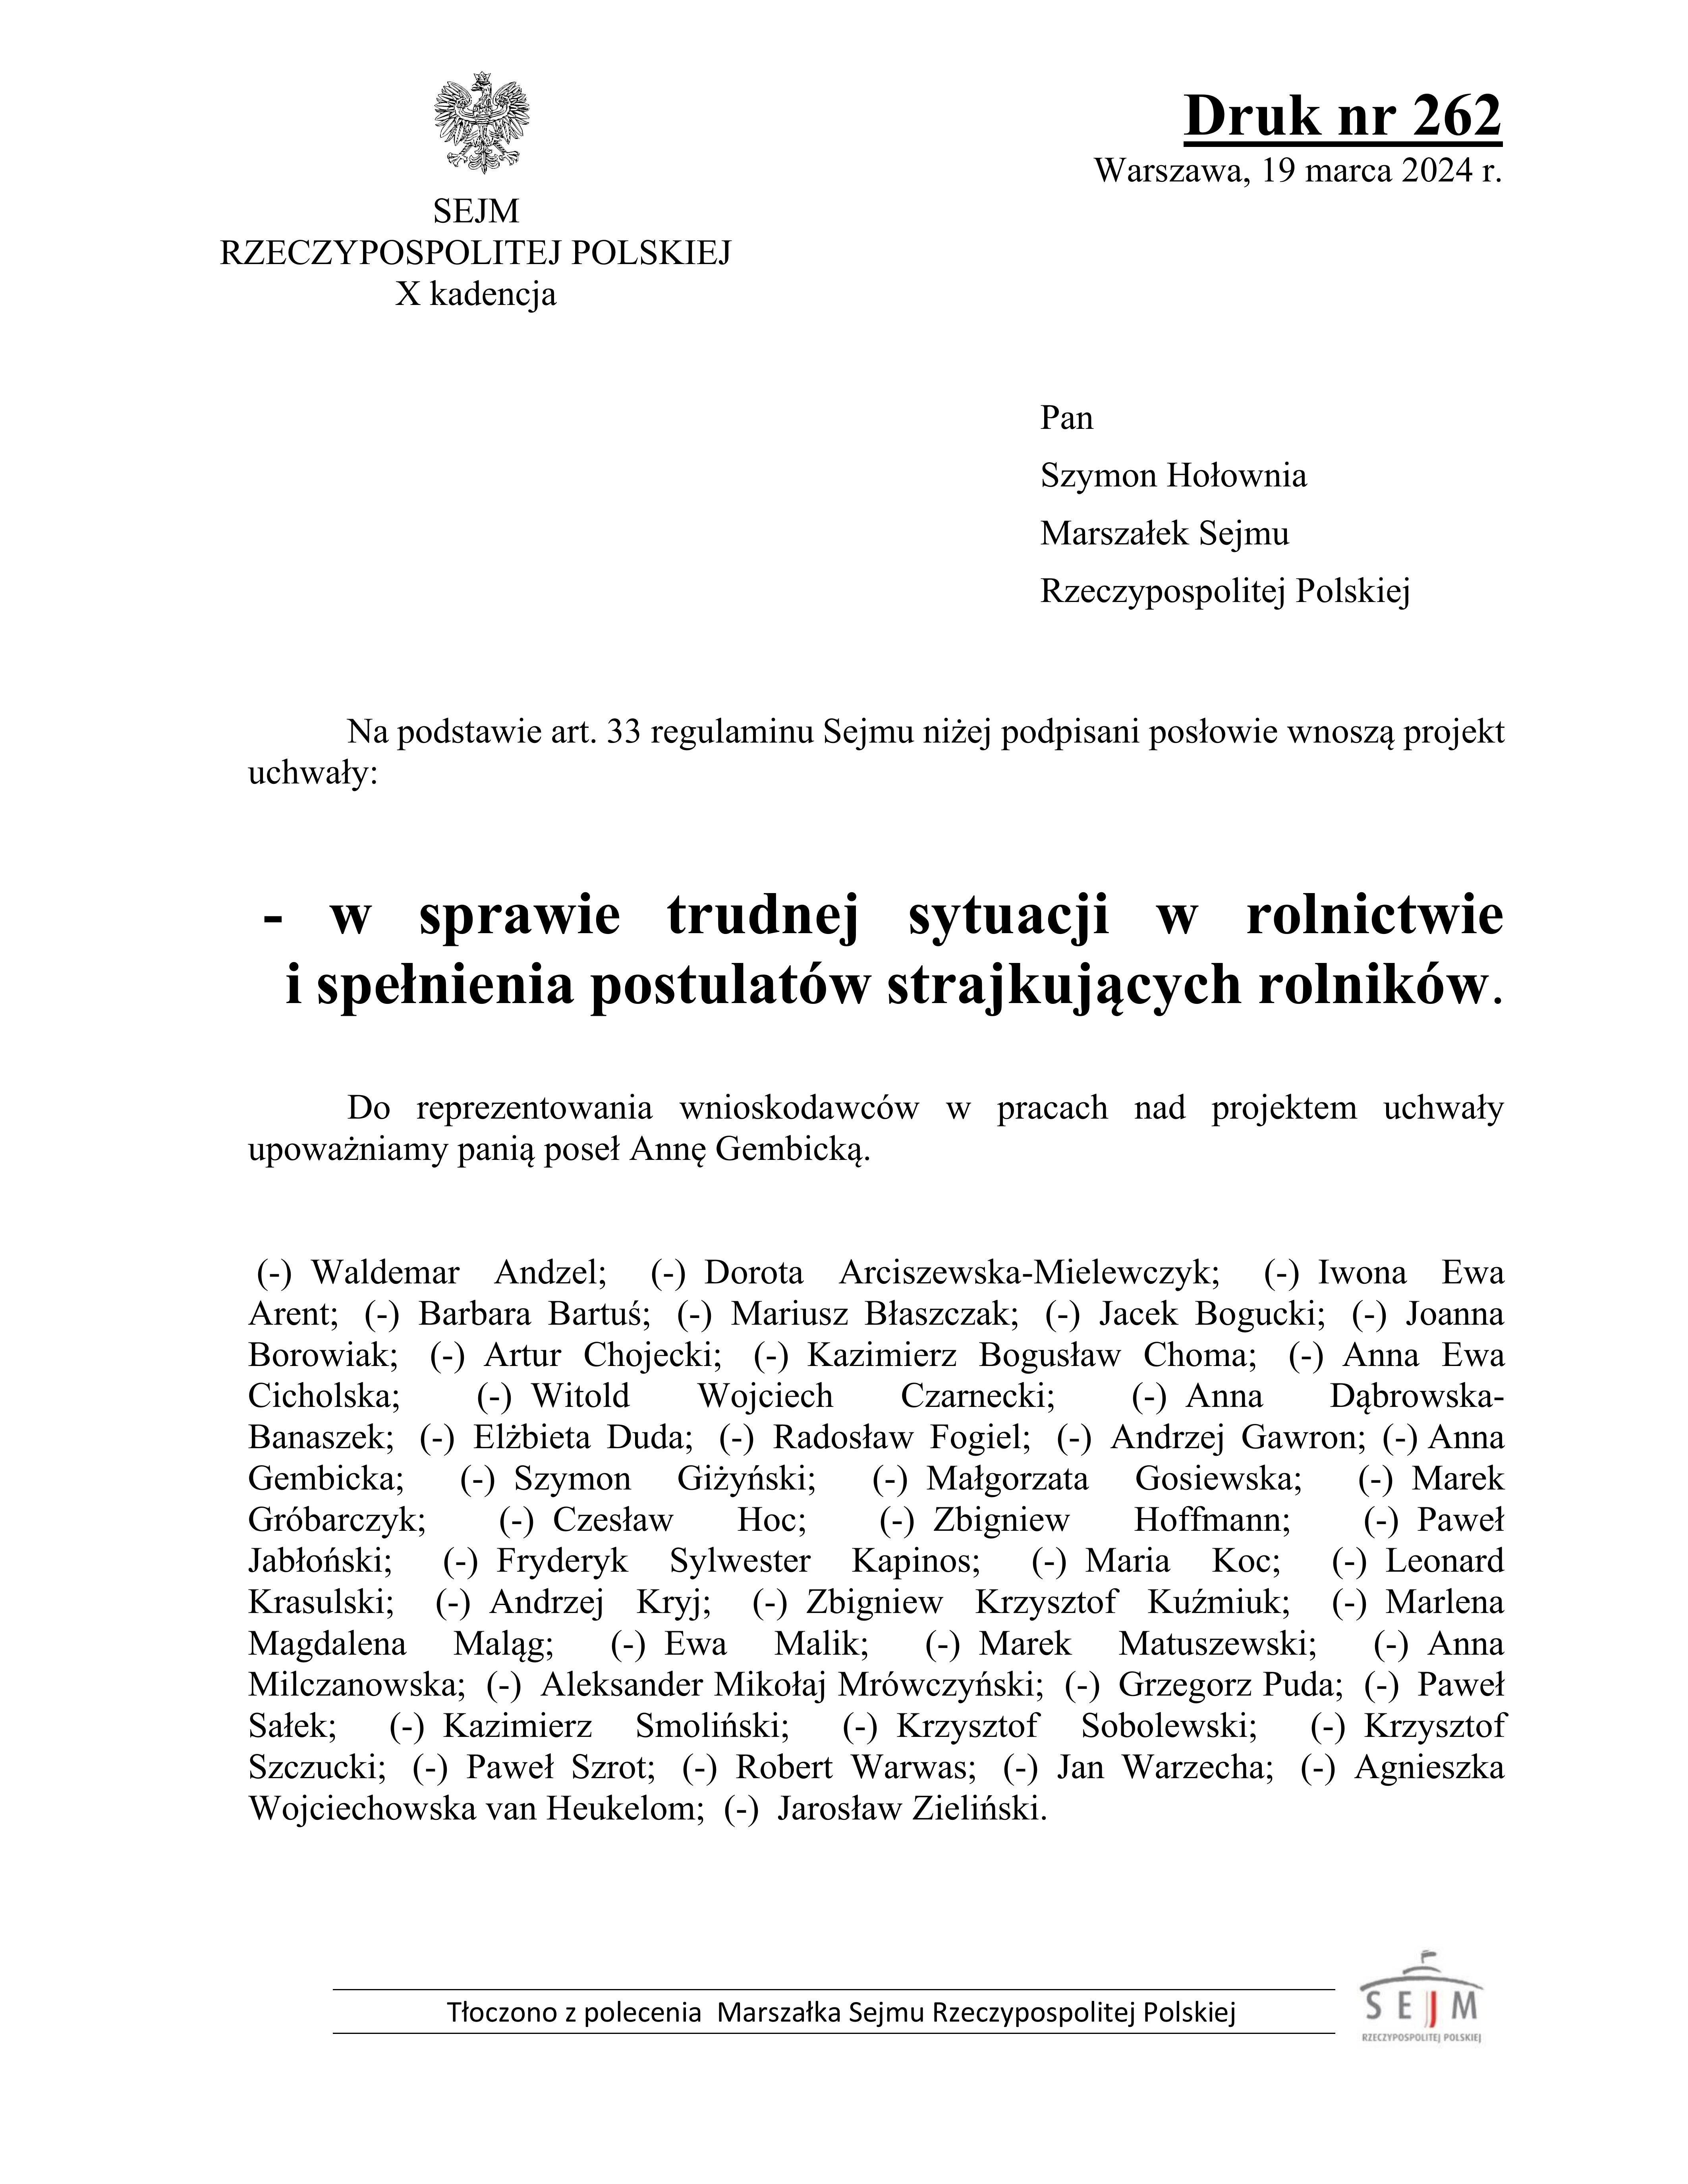 Druk nr 262
Warszawa, 19 marca 2024 r.
SEJM
RZECZYPOSPOLITEJ POLSKIEJ
X kadencja
Pan
Szymon Hołownia
Marszałek Sejmu
Rzeczypospolitej Polskiej
Na podstawie art. 33 regulaminu Sejmu niżej podpisani posłowie wnoszą projekt
uchwały:
- w sprawie trudnej sytuacji w rolnictwie
i spełnienia postulatów strajkujących rolników.
Do reprezentowania wnioskodawców w pracach nad projektem uchwały
upoważniamy panią poseł Annę Gembicką.
(-) Waldemar Andzel; (-) Dorota Arciszewska-Mielewczyk; (-) Iwona Ewa
Arent; (-) Barbara Bartuś; (-) Mariusz Błaszczak; (-) Jacek Bogucki; (-) Joanna
Borowiak; (-) Artur Chojecki; (-) Kazimierz Bogusław Choma; (-) Anna Ewa
Cicholska; (-) Witold Wojciech Czarnecki; (-) Anna Dąbrowska-
Banaszek; (-) Elżbieta Duda; (-) Radosław Fogiel; (-) Andrzej Gawron; (-) Anna
Gembicka; (-) Szymon Giżyński; (-) Małgorzata Gosiewska; (-) Marek
Gróbarczyk; (-) Czesław Hoc; (-) Zbigniew Hoffmann; (-) Paweł
Jabłoński; (-) Fryderyk Sylwester Kapinos; (-) Maria Koc; (-) Leonard
Krasulski; (-) Andrzej Kryj; (-) Zbigniew Krzysztof Kuźmiuk; (-) Marlena
Magdalena Maląg; (-) Ewa Malik; (-) Marek Matuszewski; (-) Anna
Milczanowska; (-) Aleksander Mikołaj Mrówczyński; (-) Grzegorz Puda; (-) Paweł
Sałek; (-) Kazimierz Smoliński; (-) Krzysztof Sobolewski; (-) Krzysztof
Szczucki; (-) Paweł Szrot; (-) Robert Warwas; (-) Jan Warzecha; (-) Agnieszka
Wojciechowska van Heukelom; (-) Jarosław Zieliński.
Tłoczono z polecenia Marszałka Sejmu Rzeczypospolitej Polskiej
SEJM
RZECZYPOSPOLITEJ POLSKIEJ